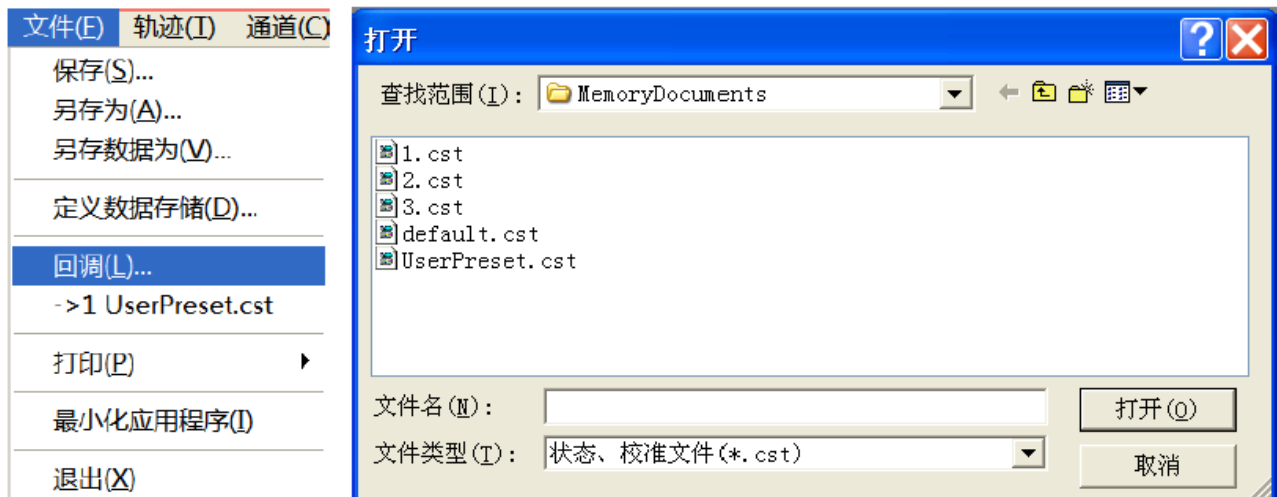 文件(F) 轨迹(T) 通道(C)
保存(S)...
另存为(A)...
另存数据为(V)...
定义数据存储(D)...
回调(L)...
->1 UserPreset.cst
打印(P)
最小化应用程序(I)
退出(X)
打开
查找范围(I): MemoryDocuments
1.cst
2.cst
3.cst
default.cst
UserPreset.cst
文件名(N):
打开(O)
文件类型(T): 状态、校准文件(*.cst)
取消